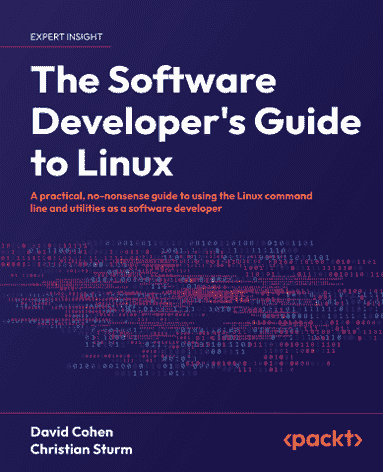 EXPERT INSIGHT
The Software
Developer's Guide
to Linux
A practical, no-nonsense guide to using the Linux command
line and utilities as a software developer
David Cohen
Christian Sturm
<packt>